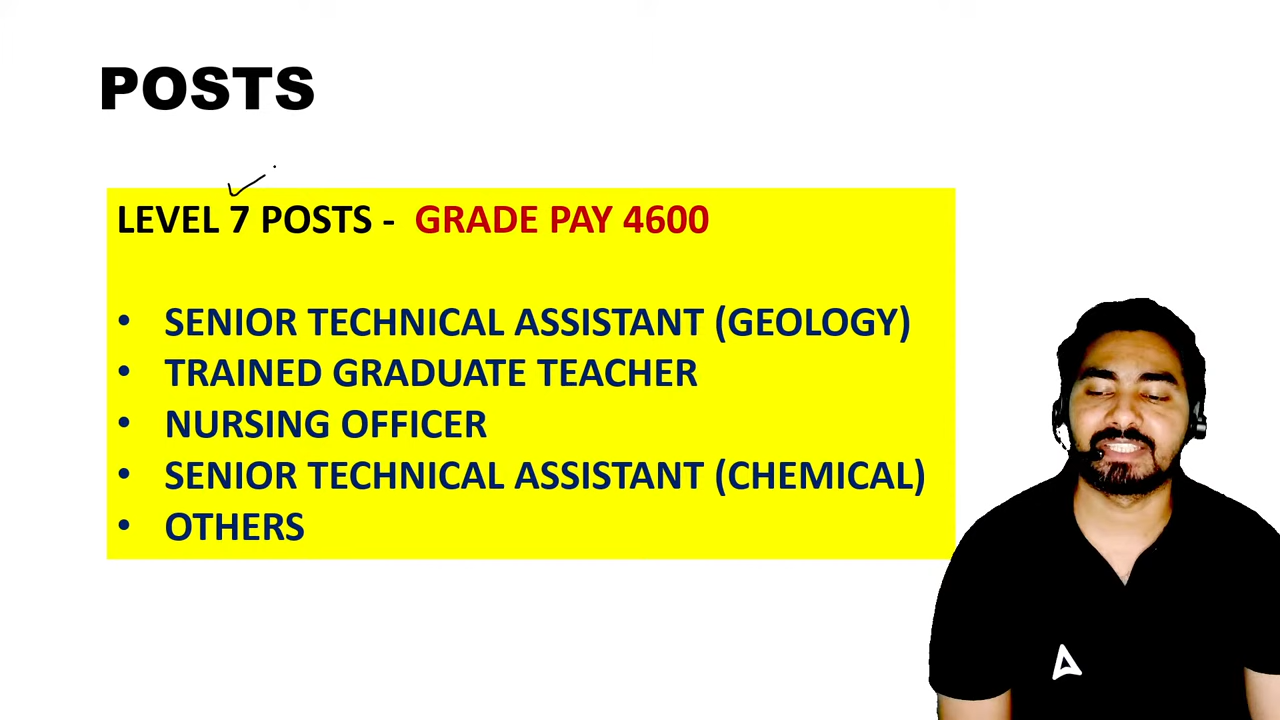 POSTS
LEVEL 7 POSTS - GRADE PAY 4600
• SENIOR TECHNICAL ASSISTANT (GEOLOGY)
• TRAINED GRADUATE TEACHER
• NURSING OFFICER
• SENIOR TECHNICAL ASSISTANT (CHEMICAL)
• OTHERS